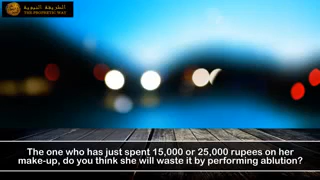 الطريقة النبوية
THE PROPHETIC WAY
The one who has just spent 15,000 or 25,000 rupees on her
make-up, do you think she will waste it by performing ablution?